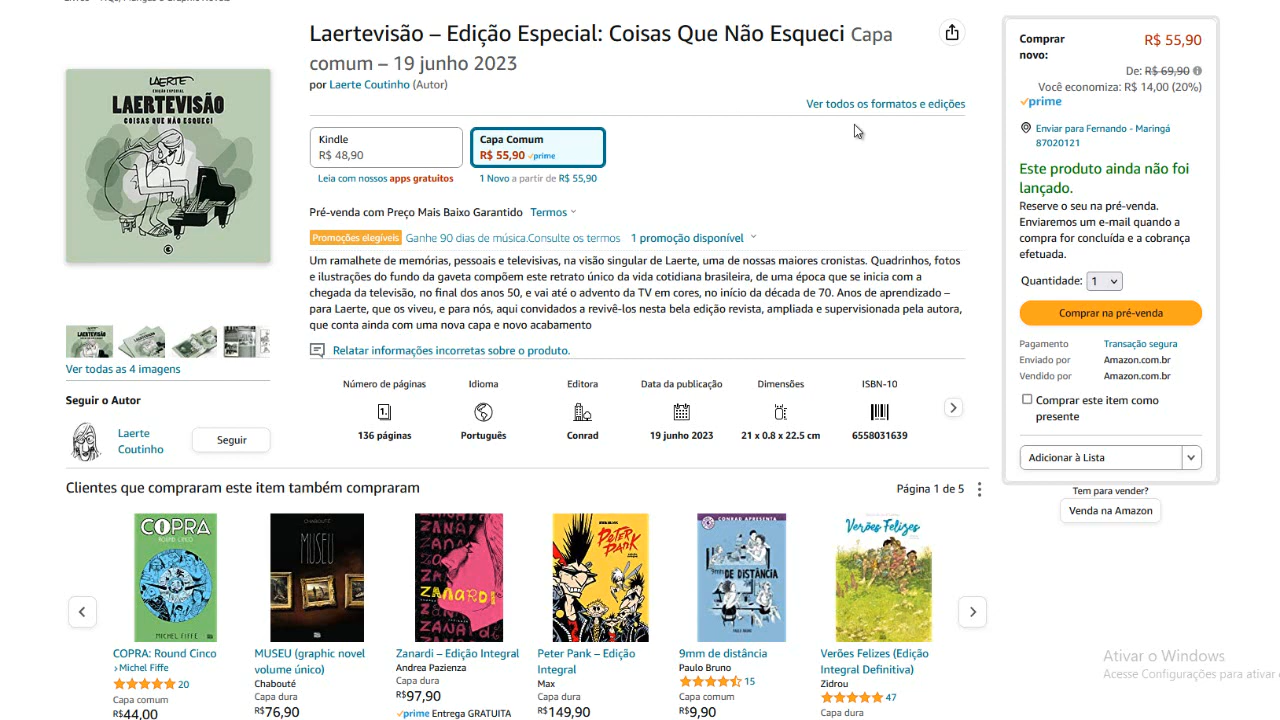 Laertevisão – Edição Especial: Coisas Que Não Esqueci Capa
comum – 19 junho 2023
por Laerte Coutinho (Autor)
Ver todos os formatos e edições
LAERTE
EDIÇÃO ESPECIAL
LAERTEVISÃO
COISAS QUE NÃO ESQUECI
Kindle
R$ 48,90
Capa Comum
R$ 55,90 prime
Leia com nossos apps gratuitos
1 Novo a partir de R$ 55,90
Pré-venda com Preço Mais Baixo Garantido Termos
Promoções elegíveis Ganhe 90 dias de música.Consulte os termos 1 promoção disponível
Um ramalhete de memórias, pessoais e televisivas, na visão singular de Laerte, uma de nossas maiores cronistas. Quadrinhos, fotos
e ilustrações do fundo da gaveta compõem este retrato único da vida cotidiana brasileira, de uma época que se inicia com a
chegada da televisão, no final dos anos 50, e vai até o advento da TV em cores, no início da década de 70. Anos de aprendizado –
para Laerte, que os viveu, e para nós, aqui convidados a revivê-los nesta bela edição revista, ampliada e supervisionada pela autora,
que conta ainda com uma nova capa e novo acabamento
Relatar informações incorretas sobre o produto.
Ver todas as 4 imagens
Seguir o Autor
Laerte
Coutinho
Seguir
Número de páginas
136 páginas
Idioma
Português
Editora
Conrad
Data da publicação
19 junho 2023
Dimensões
21 x 0.8 x 22.5 cm
ISBN-10
6558031639
Comprar
novo:
R$ 55,90
De: R$ 69,90
Você economiza: R$ 14,00 (20%)
prime
Enviar para Fernando - Maringá
87020121
Este produto ainda não foi
lançado.
Reserve o seu na pré-venda.
Enviaremos um e-mail quando a
compra for concluída e a cobrança
efetuada.
Quantidade: 1
Comprar na pré-venda
Pagamento Transação segura
Enviado por Amazon.com.br
Vendido por Amazon.com.br
Comprar este item como
presente
Adicionar à Lista
Tem para vender?
Venda na Amazon
Clientes que compraram este item também compraram
Página 1 de 5
COPRA
ROUND CINCO
MICHEL FIFFE
COPRA: Round Cinco
› Michel Fiffe
20
Capa comum
R$44,00
CHABOUTÉ
MUSEU
MUSEU (graphic novel
volume único)
Chabouté
Capa dura
R$76,90
ZANARDI
Zanardi – Edição Integral
Andrea Pazienza
Capa dura
R$97,90
prime Entrega GRATUITA
PETER
PANK
Peter Pank – Edição
Integral
Max
Capa dura
R$149,90
CONRAD APRESENTA
9mm DE DISTÂNCIA
9mm de distância
Paulo Bruno
15
Capa comum
R$9,90
Verões Felizes
Verões Felizes (Edição
Integral Definitiva)
Zidrou
47
Capa dura
Ativar o Windows
Acesse Configurações para ativar